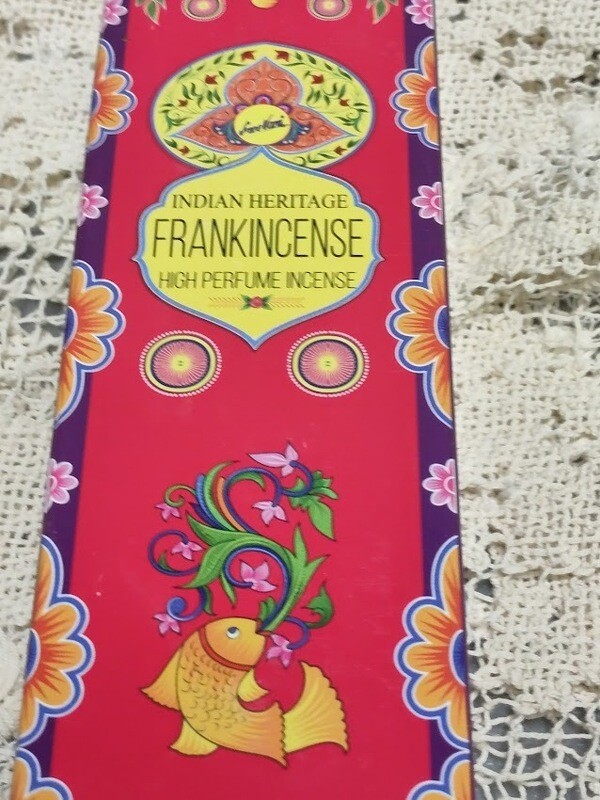 INDIAN HERITAGE
FRANKINCENSE
HIGH PERFUME INCENSE